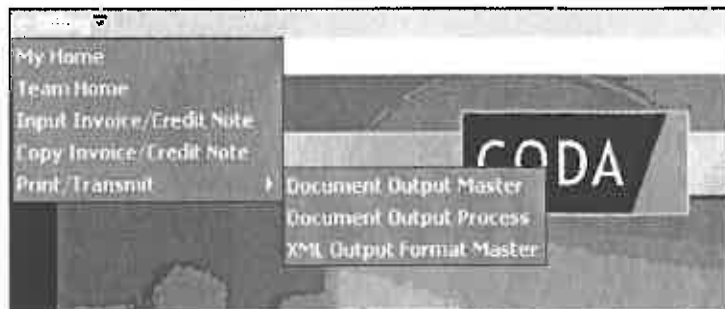 My Home
Team Home
Input Invoice/Credit Note
Copy Invoice/Credit Note
Print/Transmit
CODA
Document Output Master
Document Output Process
XML Output Format Master